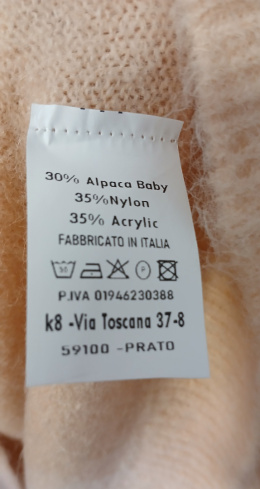 30% Alpaca Baby
35%Nylon
35% Acrylic
FABBRICATO IN ITALIA
P.IVA 01946230388
k8 -Via Toscana 37-8
59100 -PRATO